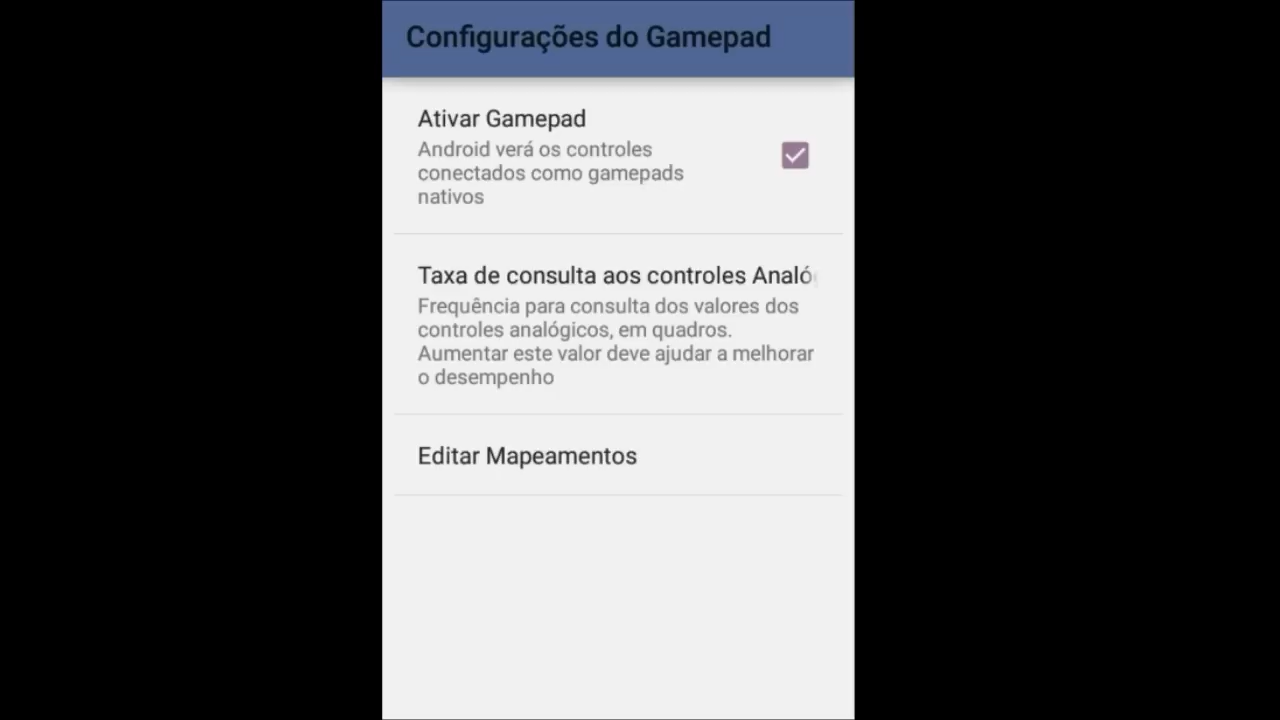 Configurações do Gamepad
Ativar Gamepad
Android verá os controles
conectados como gamepads
nativos
Taxa de consulta aos controles Analó
Frequência para consulta dos valores dos
controles analógicos, em quadros.
Aumentar este valor deve ajudar a melhorar
o desempenho
Editar Mapeamentos